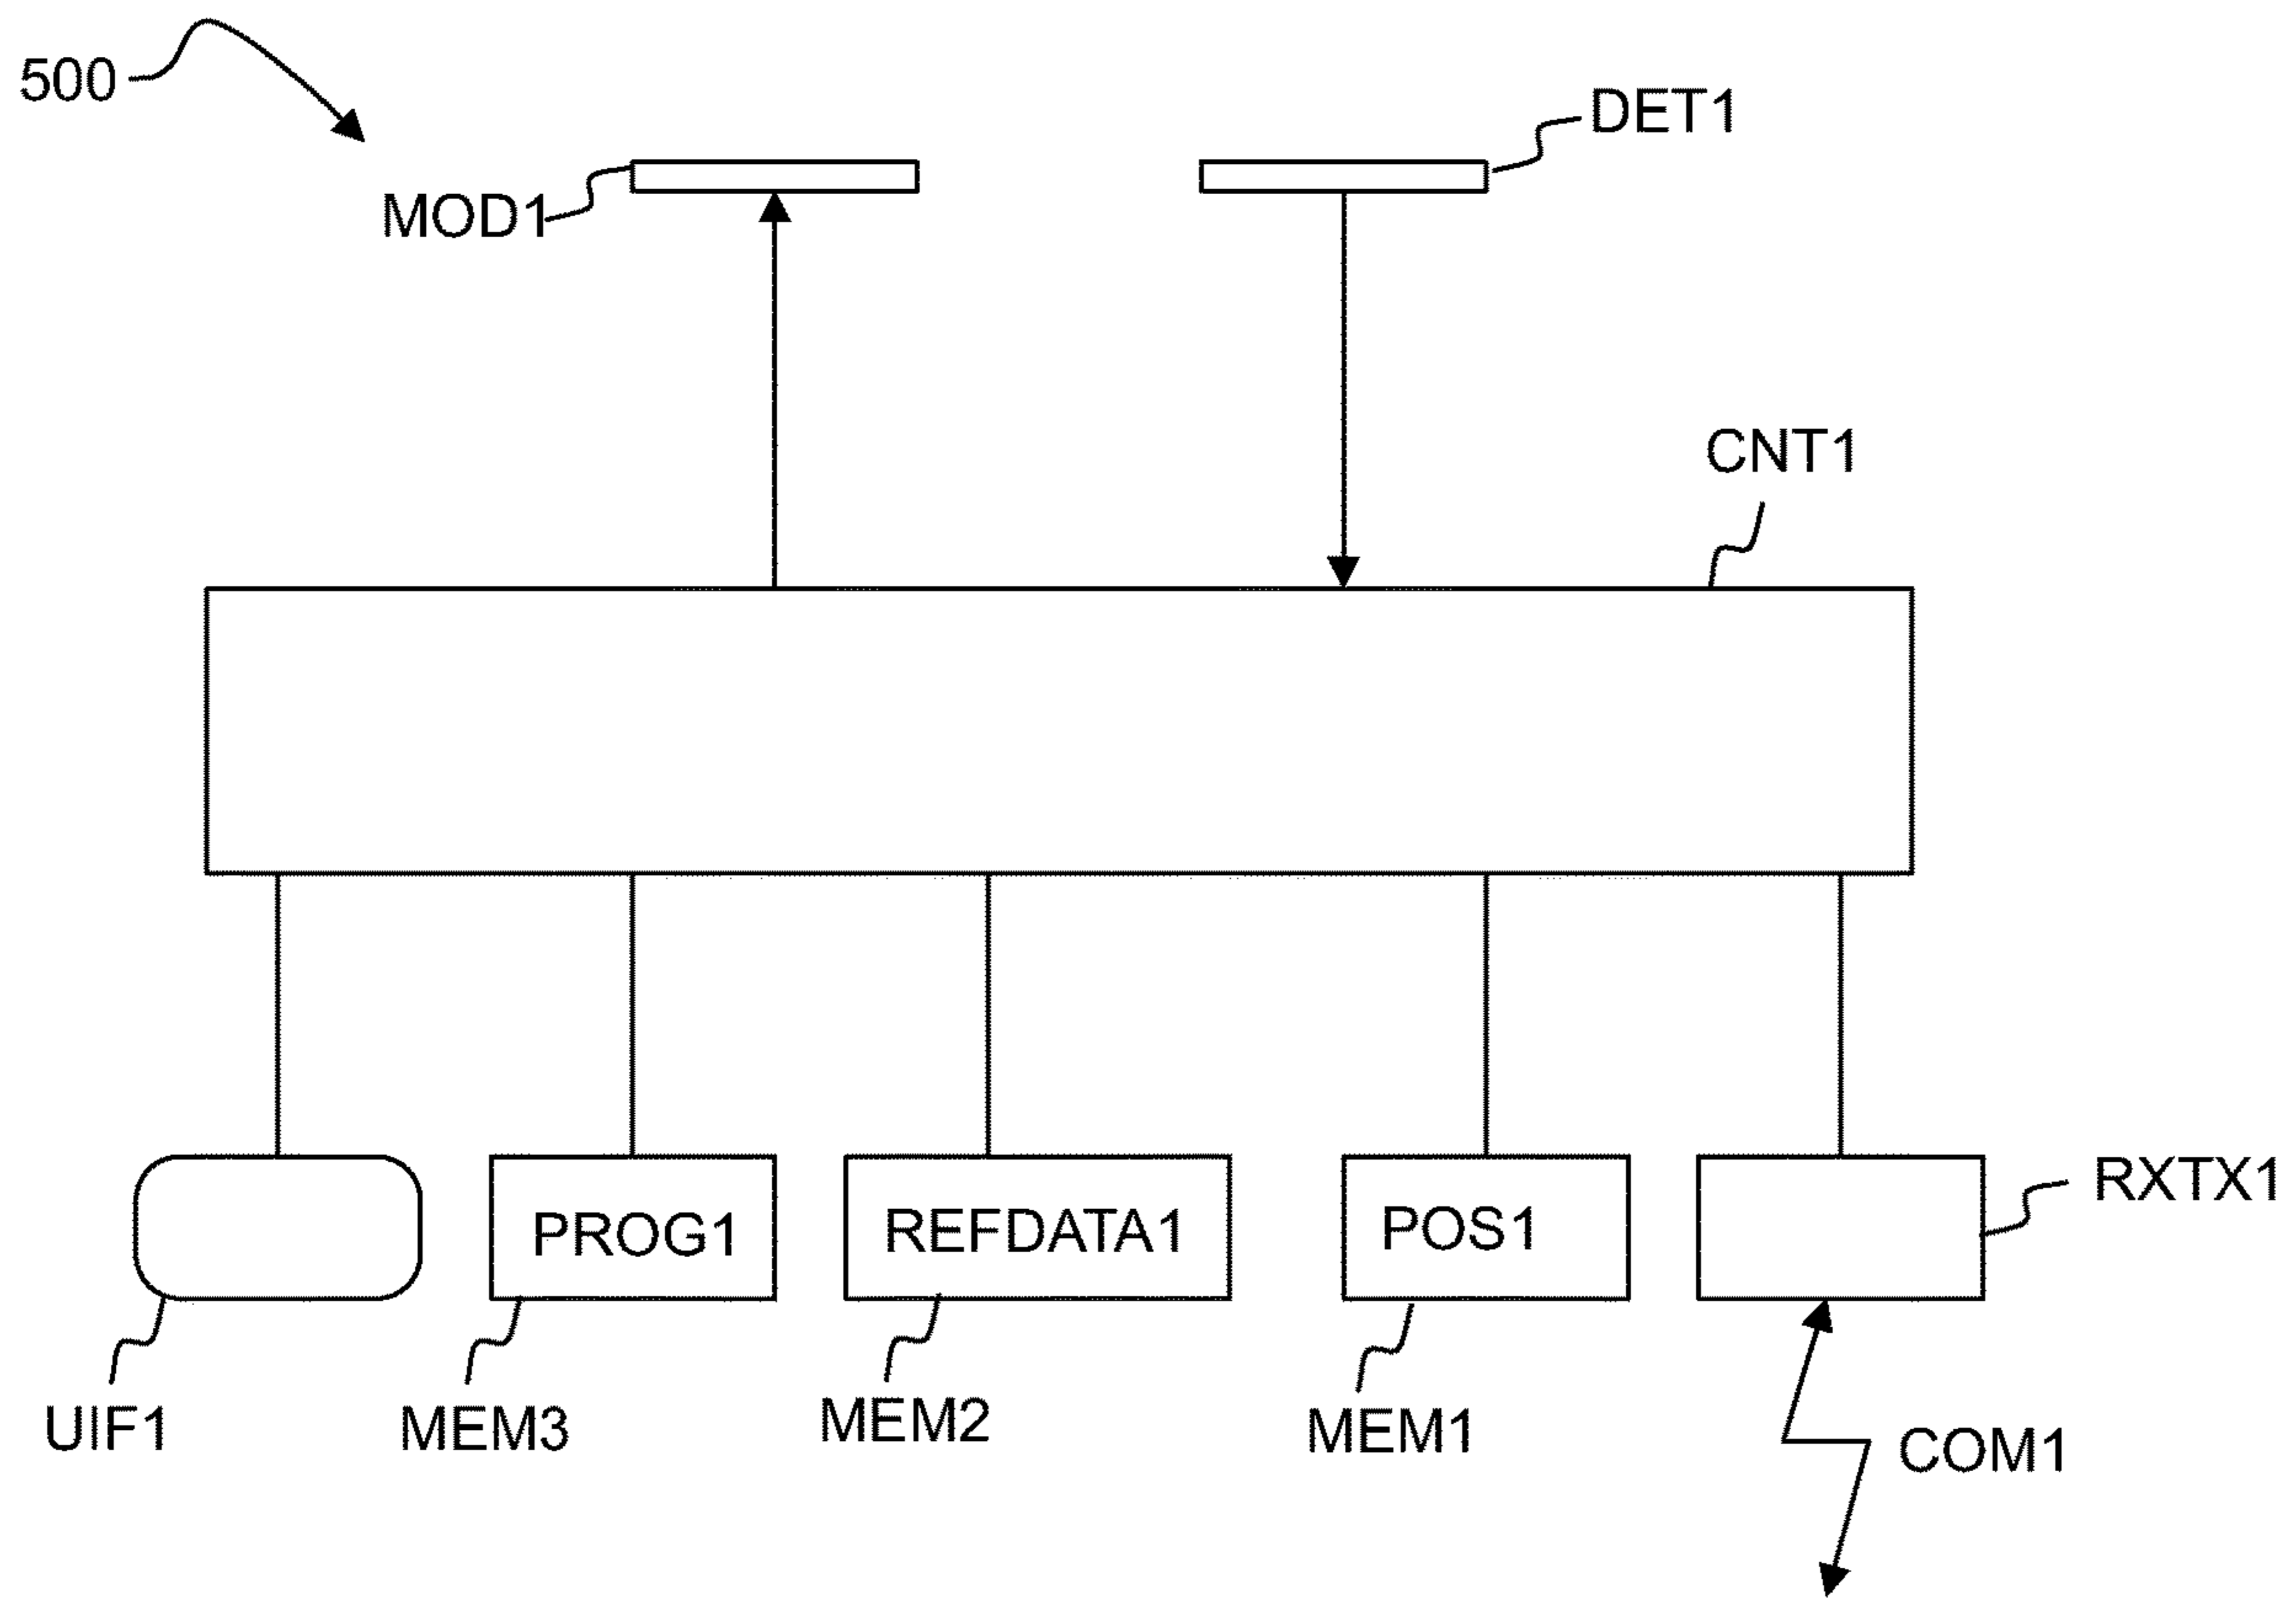 500
DET1
MOD1
CNT1
RXTX1
PROG1
REFDATA1
POS1
UIF1
MEM3
MEM2
MEM1
COM1